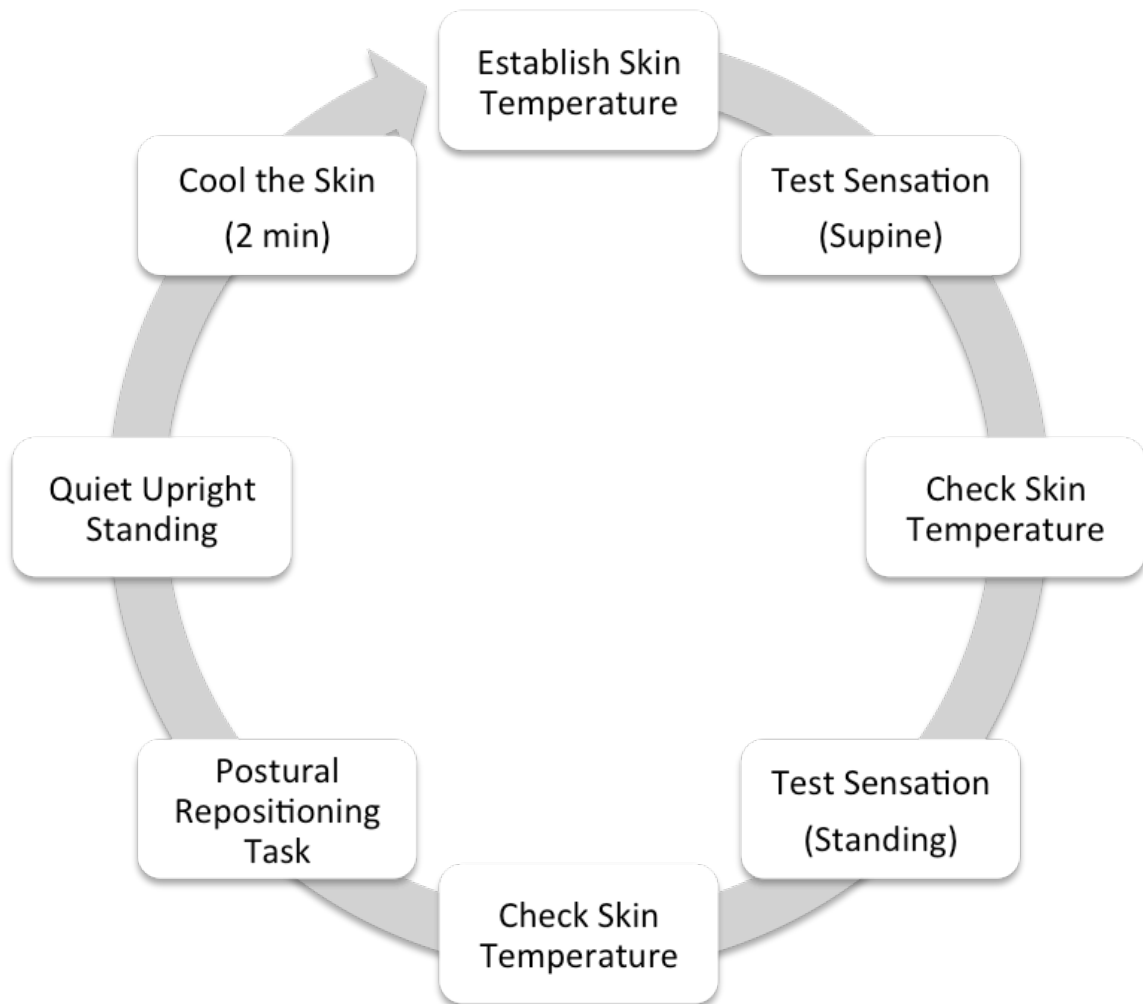 Establish Skin
Temperature
Test Sensation
(Supine)
Check Skin
Temperature
Test Sensation
(Standing)
Check Skin
Temperature
Postural
Repositioning
Task
Quiet Upright
Standing
Cool the Skin
(2 min)